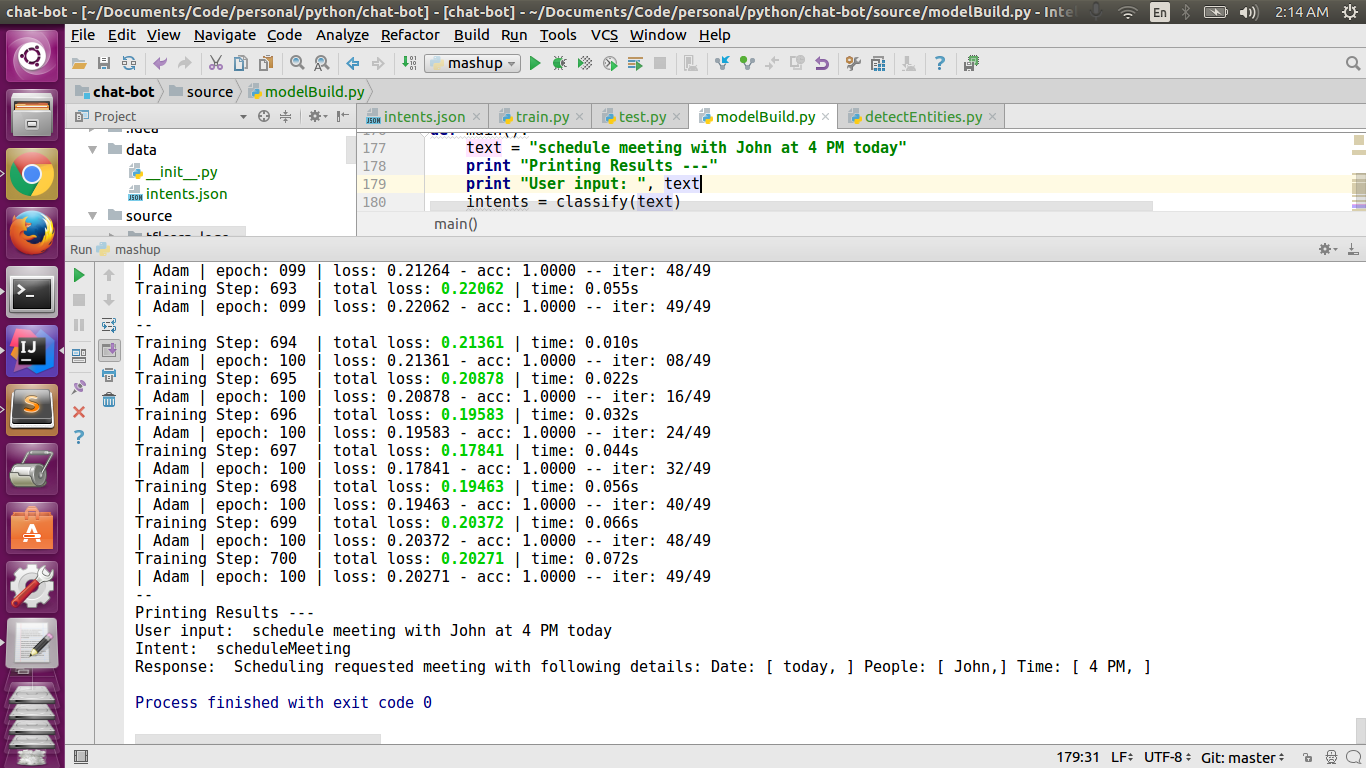 chat-bot - [~/Documents/Code/personal/python/chat-bot] - [chat-bot] - ~/Documents/Code/personal/python/chat-bot/source/modelBuild.py - Inte
En
2:14 AM
File Edit View Navigate Code Analyze Refactor Build Run Tools VCS Window Help
mashup
chat-bot source modelBuild.py
Project
intents.json
train.py
test.py
modelBuild.py
detectEntities.py
.idea
data
__init__.py
intents.json
source
176 def main():
177 text = "schedule meeting with John at 4 PM today"
178 print "Printing Results ---"
179 print "User input: ", text
180 intents = classify(text)
main()
Run mashup
| Adam | epoch: 099 | loss: 0.21264 - acc: 1.0000 -- iter: 48/49
Training Step: 693 | total loss: 0.22062 | time: 0.055s
| Adam | epoch: 099 | loss: 0.22062 - acc: 1.0000 -- iter: 49/49
--
Training Step: 694 | total loss: 0.21361 | time: 0.010s
| Adam | epoch: 100 | loss: 0.21361 - acc: 1.0000 -- iter: 08/49
Training Step: 695 | total loss: 0.20878 | time: 0.022s
| Adam | epoch: 100 | loss: 0.20878 - acc: 1.0000 -- iter: 16/49
Training Step: 696 | total loss: 0.19583 | time: 0.032s
| Adam | epoch: 100 | loss: 0.19583 - acc: 1.0000 -- iter: 24/49
Training Step: 697 | total loss: 0.17841 | time: 0.044s
| Adam | epoch: 100 | loss: 0.17841 - acc: 1.0000 -- iter: 32/49
Training Step: 698 | total loss: 0.19463 | time: 0.056s
| Adam | epoch: 100 | loss: 0.19463 - acc: 1.0000 -- iter: 40/49
Training Step: 699 | total loss: 0.20372 | time: 0.066s
| Adam | epoch: 100 | loss: 0.20372 - acc: 1.0000 -- iter: 48/49
Training Step: 700 | total loss: 0.20271 | time: 0.072s
| Adam | epoch: 100 | loss: 0.20271 - acc: 1.0000 -- iter: 49/49
--
Printing Results ---
User input:  schedule meeting with John at 4 PM today
Intent:  scheduleMeeting
Response:  Scheduling requested meeting with following details: Date: [ today, ] People: [ John,] Time: [ 4 PM, ]
Process finished with exit code 0
179:31 LF UTF-8 Git: master